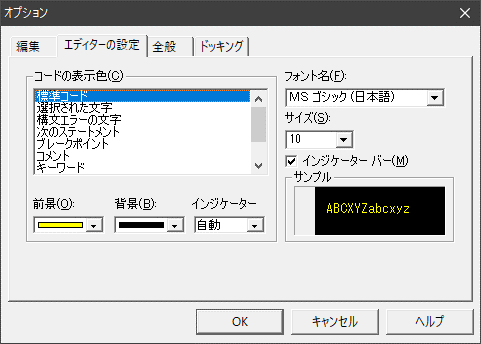 オプション
編集 エディターの設定 全般 ドッキング
コードの表示色(C)
標準コード
選択された文字
構文エラーの文字
次のステートメント
ブレークポイント
コメント
キーワード
前景(O): 背景(B): インジケーター
自動
フォント名(F):
ＭＳ ゴシック (日本語)
サイズ(S):
10
インジケーター バー(M)
サンプル
ABCXYZabcxyz
OK キャンセル ヘルプ